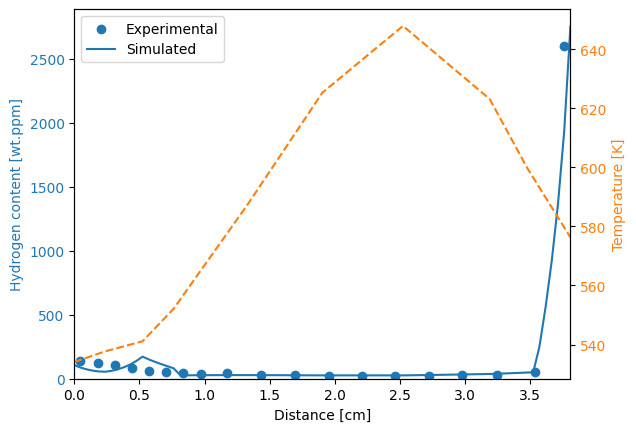 Experimental
Simulated
Hydrogen content [wt.ppm]
2500
2000
1500
1000
500
0
640
620
600
580
560
540
Temperature [K]
0.0 0.5 1.0 1.5 2.0 2.5 3.0 3.5
Distance [cm]